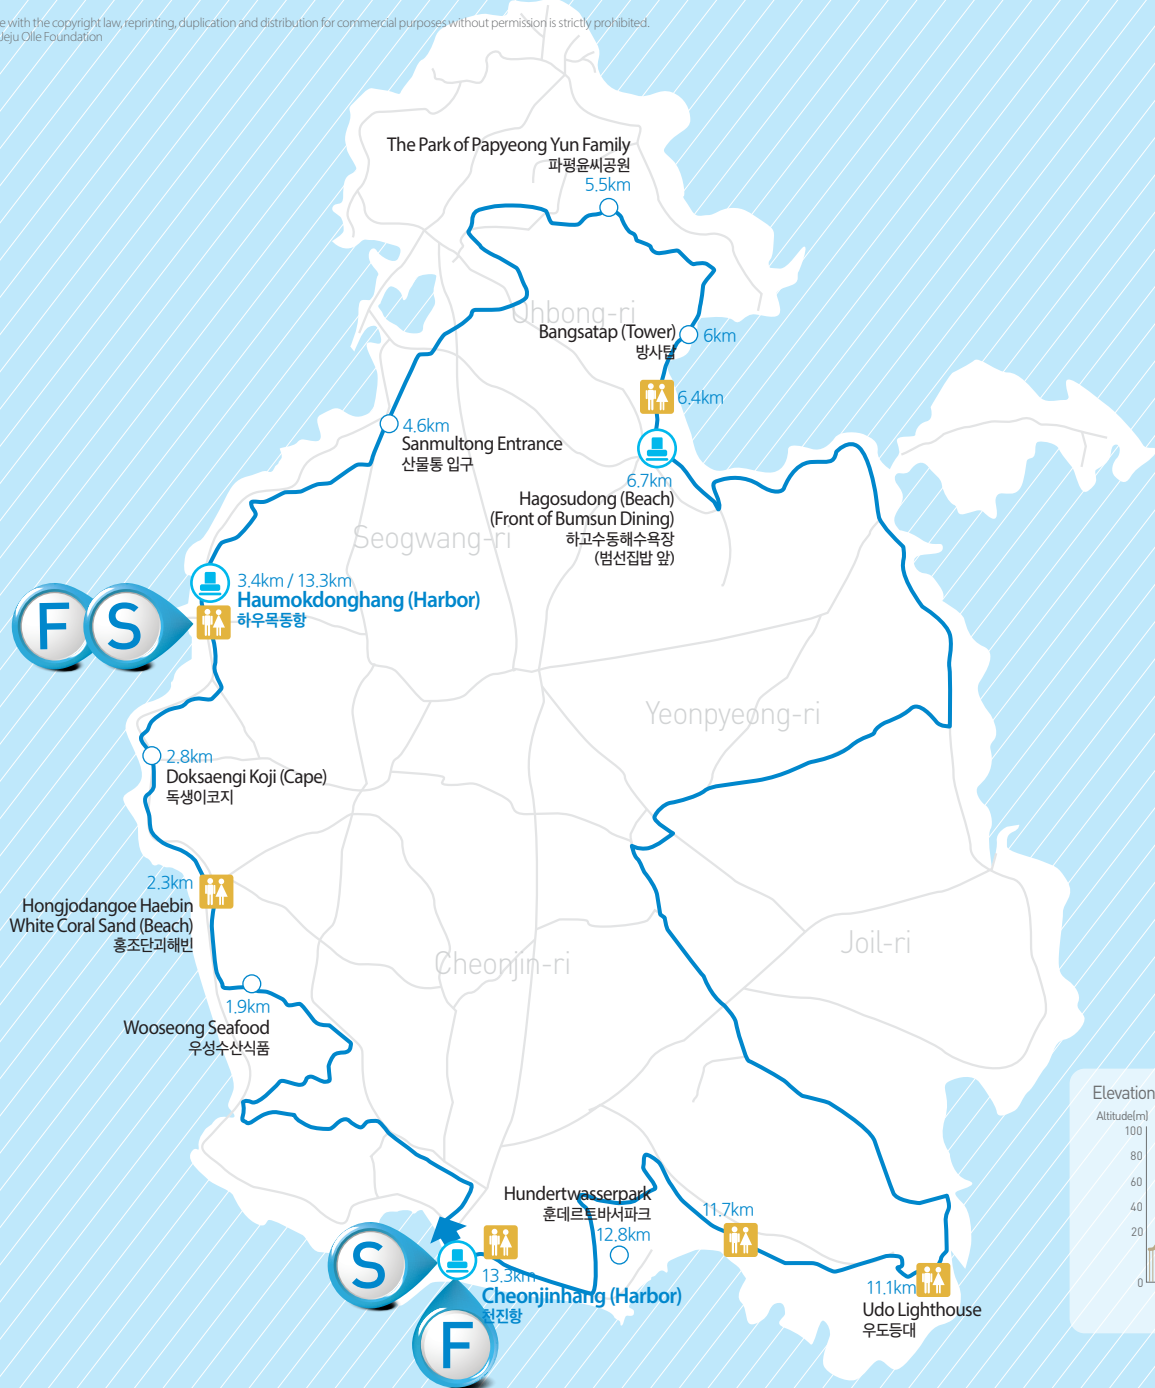 e with the copyright law, reprinting, duplication and distribution for commercial purposes without permission is strictly prohibited.
Jeju Olle Foundation
The Park of Papyeong Yun Family
파평윤씨공원
5.5km
Ohbong-ri
Bangsatap (Tower)
방사탑
6km
6.4km
4.6km
Sanmultong Entrance
산물통 입구
6.7km
Hagosudong (Beach)
(Front of Bumsun Dining)
하고수동해수욕장
(범선집밥 앞)
Seogwang-ri
3.4km / 13.3km
Haumokdonghang (Harbor)
하우목동항
F
S
Yeonpyeong-ri
2.8km
Doksaengi Koji (Cape)
독생이코지
2.3km
Hongjodangoe Haebin
White Coral Sand (Beach)
홍조단괴해빈
Joil-ri
Cheonjin-ri
1.9km
Wooseong Seafood
우성수산식품
Elevation
Altitude(m)
100
80
60
40
20
0
Hundertwasserpark
훈데르트바서파크
12.8km
11.7km
S
13.3km
Cheonjinhang (Harbor)
천진항
F
11.1km
Udo Lighthouse
우도등대